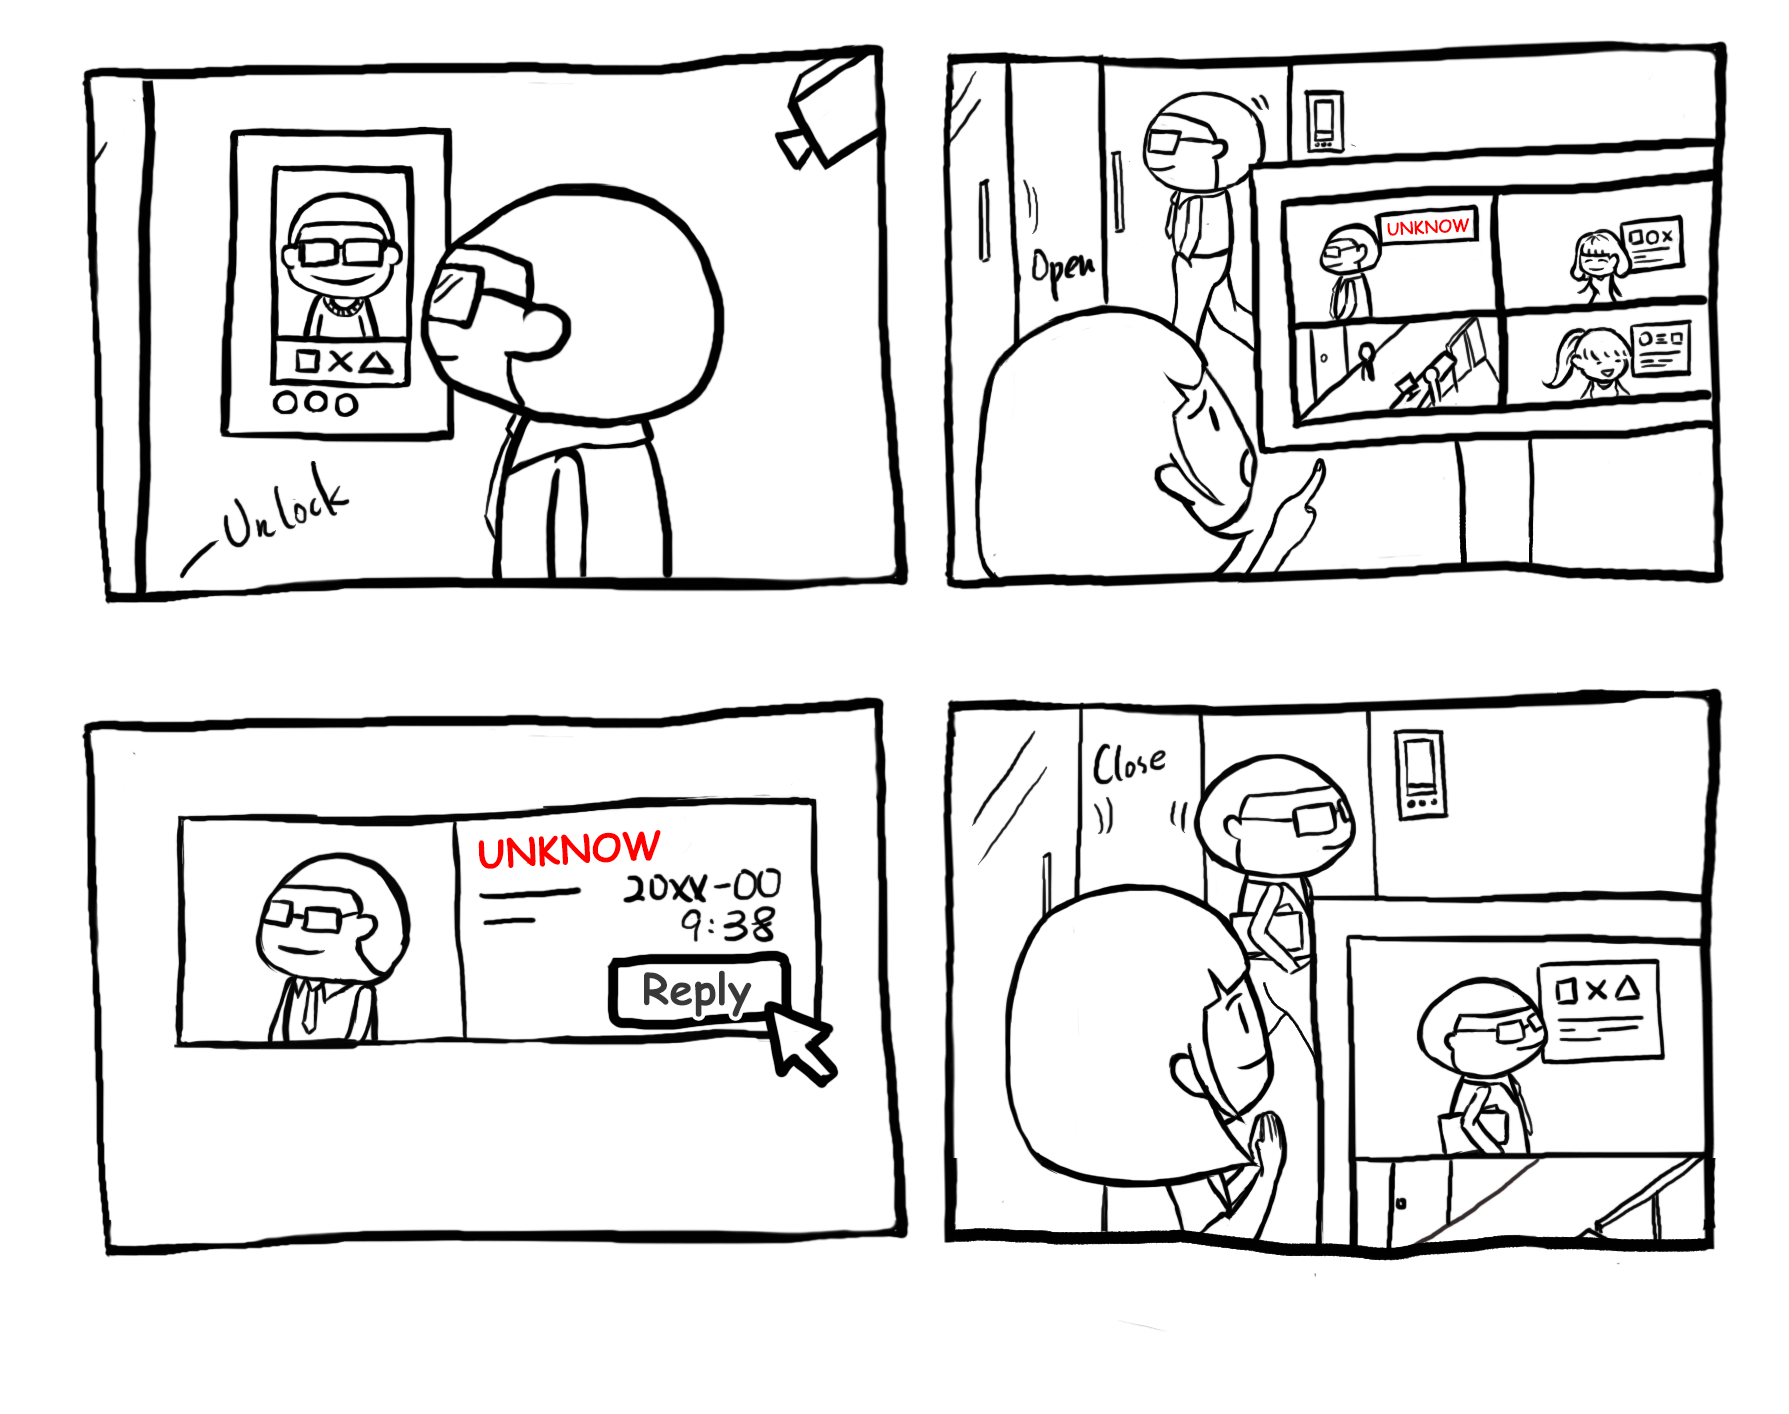 □×△
○○○
Unlock
Open
UNKNOW
□○×
○=□
UNKNOW
20XX-00
9:38
Reply
Close
□×△